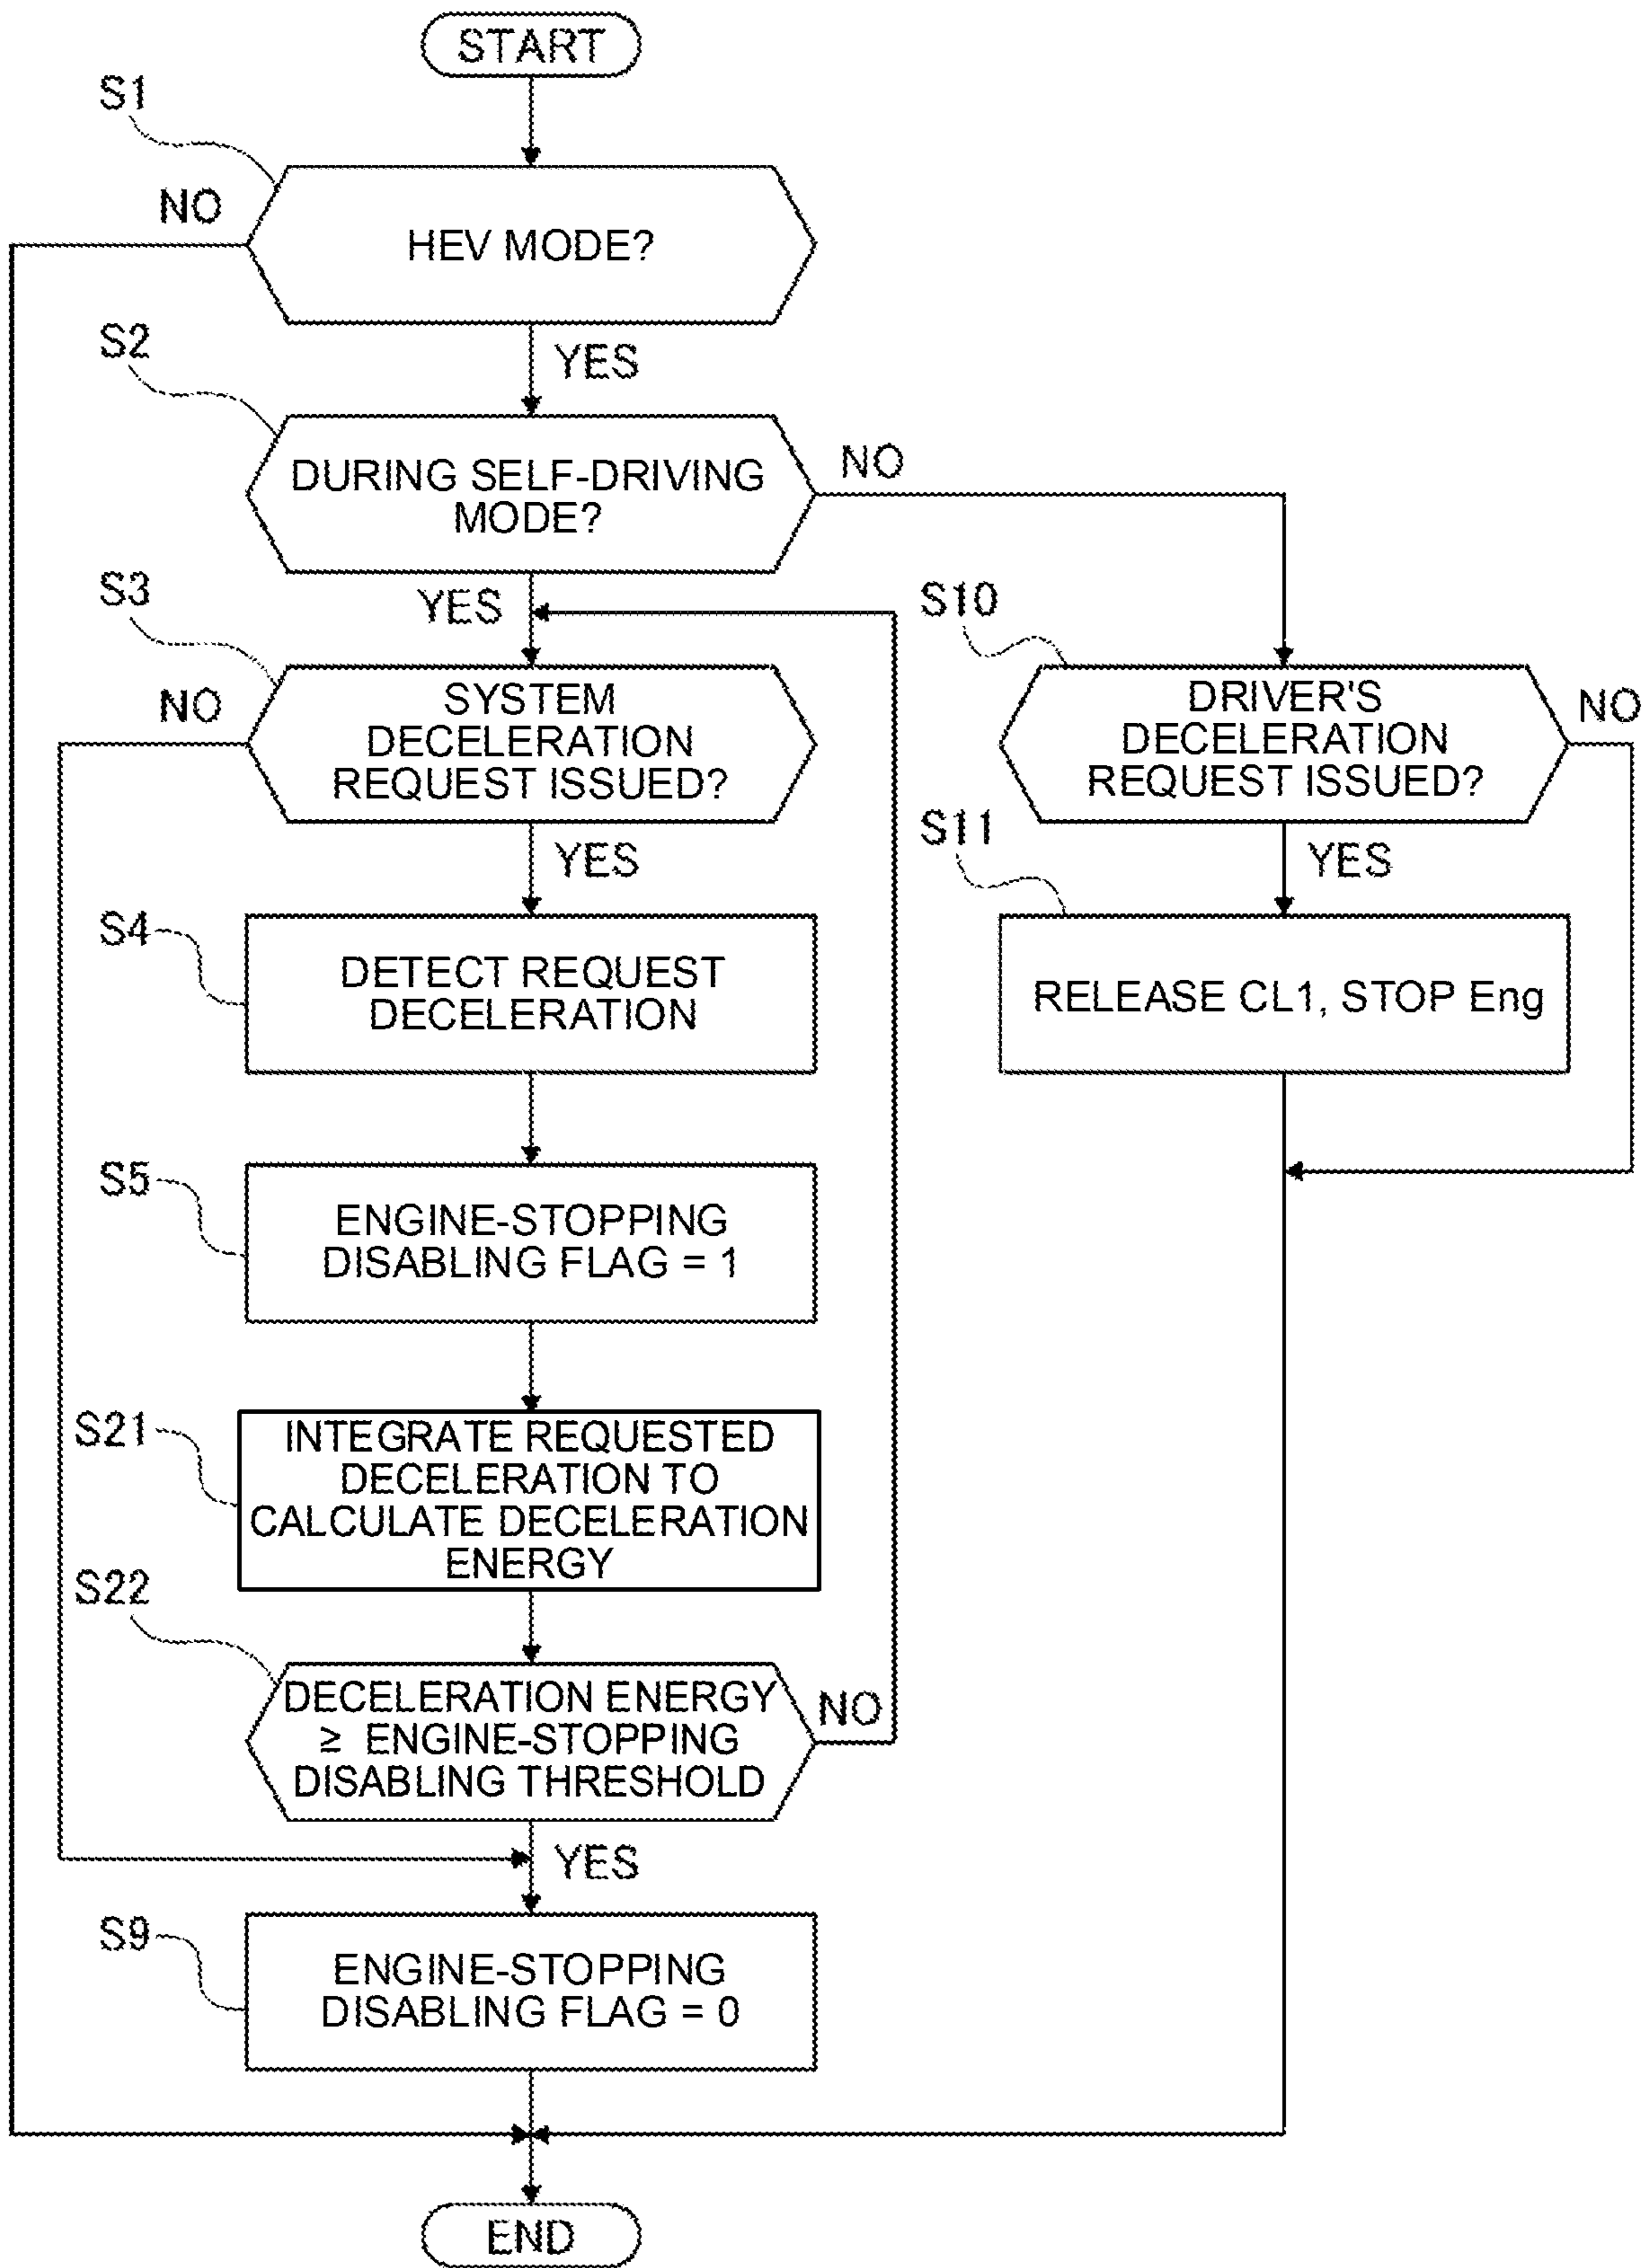 START
S1
NO
HEV MODE?
S2
YES
DURING SELF-DRIVING
MODE?
NO
S3
YES
S10
NO
SYSTEM
DECELERATION
REQUEST ISSUED?
DRIVER'S
DECELERATION
REQUEST ISSUED?
NO
S11
YES
YES
S4
DETECT REQUEST
DECELERATION
RELEASE CL1, STOP Eng
S5
ENGINE-STOPPING
DISABLING FLAG = 1
S21
INTEGRATE REQUESTED
DECELERATION TO
CALCULATE DECELERATION
ENERGY
S22
DECELERATION ENERGY
≥ ENGINE-STOPPING
DISABLING THRESHOLD
NO
YES
S9
ENGINE-STOPPING
DISABLING FLAG = 0
END